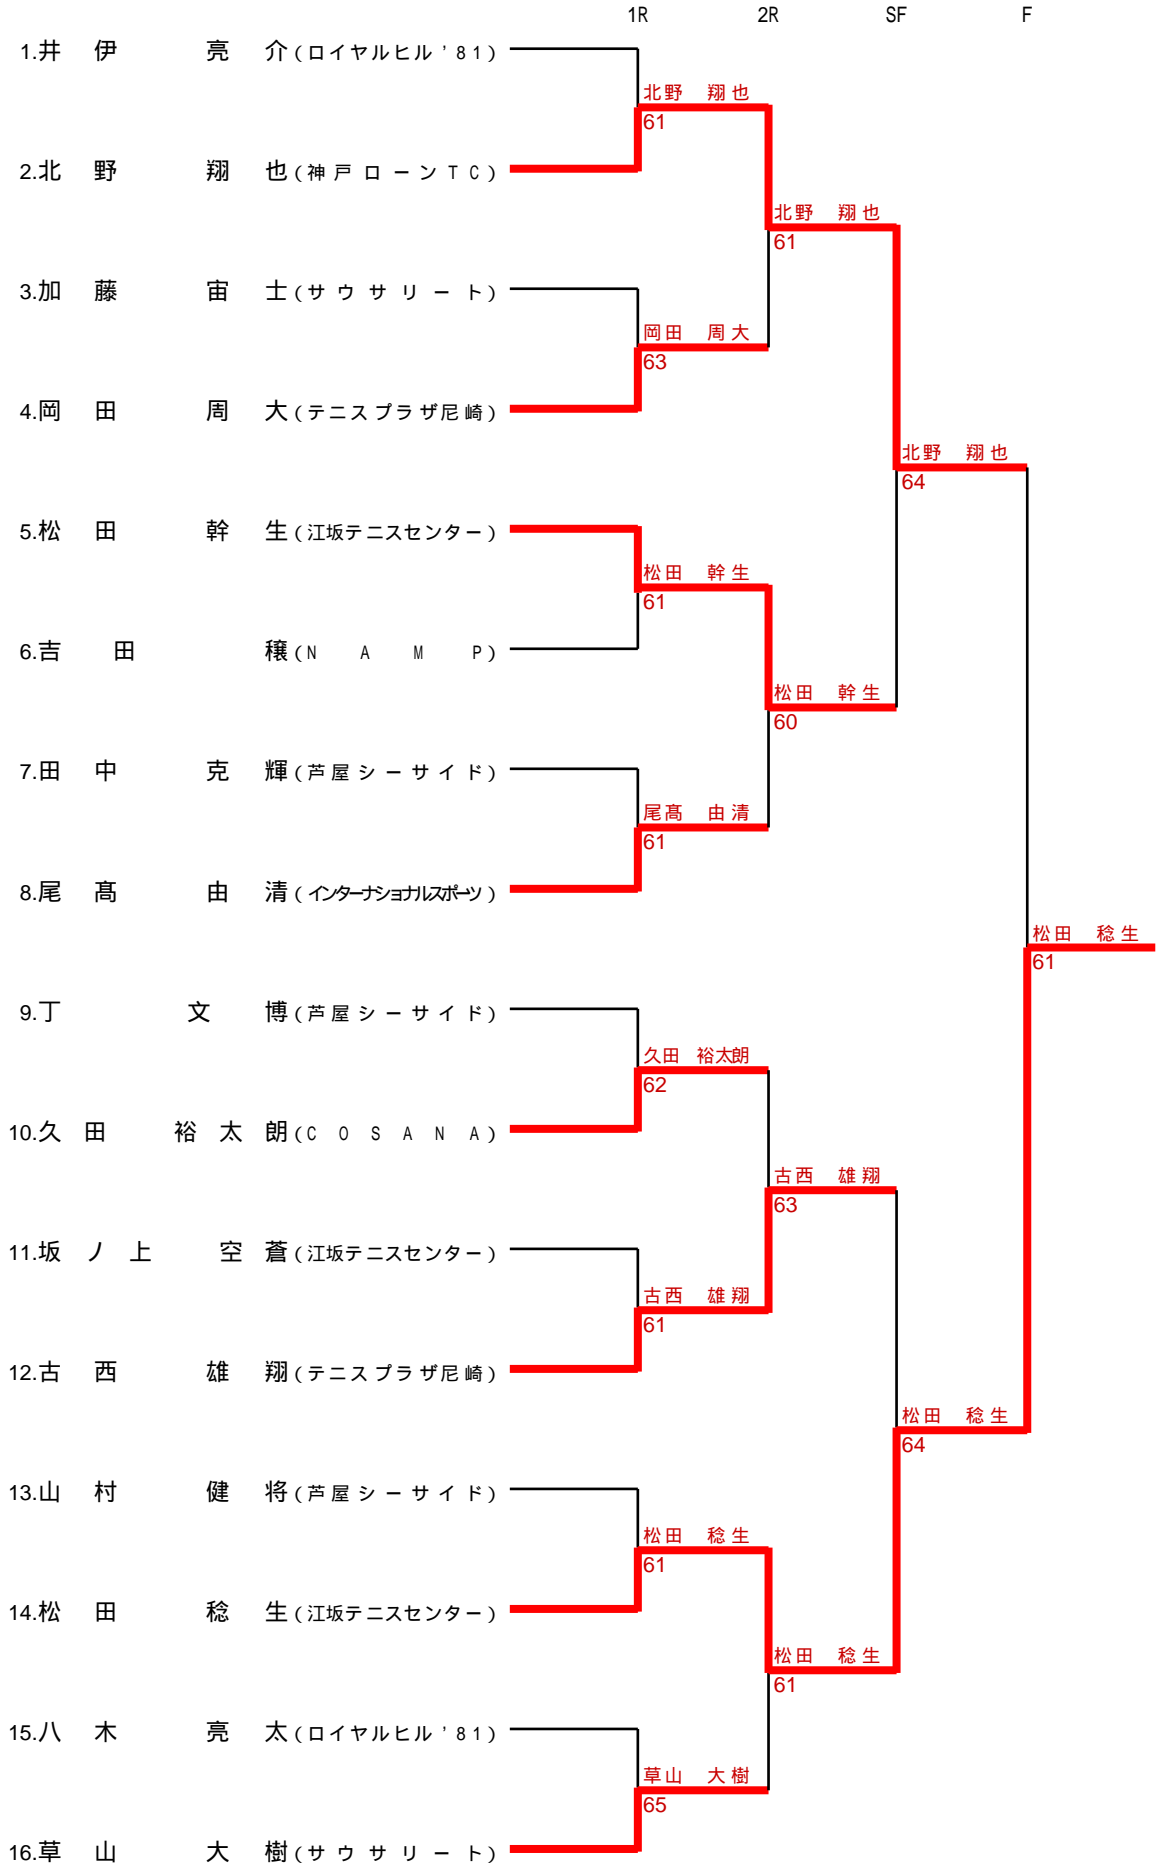 1R 2R SF F
1.井 伊 亮 介(ロイヤルヒル'81)
北野 翔也
61
2.北 野 翔 也(神戸ローンTC)
北野 翔也
61
3.加 藤 宙 士(サウサリート)
岡田 周大
63
4.岡 田 周 大(テニスプラザ尼崎)
北野 翔也
64
5.松 田 幹 生(江坂テニスセンター)
松田 幹生
61
6.吉 田 穣(N A M P)
松田 幹生
60
7.田 中 克 輝(芦屋シーサイド)
尾髙 由清
61
8.尾 髙 由 清(インターナショナルスポーツ)
松田 稔生
61
9.丁 文 博(芦屋シーサイド)
久田 裕太朗
62
10.久 田 裕 太 朗(C O S A N A)
古西 雄翔
63
11.坂 ノ 上 空 蒼(江坂テニスセンター)
古西 雄翔
61
12.古 西 雄 翔(テニスプラザ尼崎)
松田 稔生
64
13.山 村 健 将(芦屋シーサイド)
松田 稔生
61
14.松 田 稔 生(江坂テニスセンター)
松田 稔生
61
15.八 木 亮 太(ロイヤルヒル'81)
草山 大樹
65
16.草 山 大 樹(サウサリート)